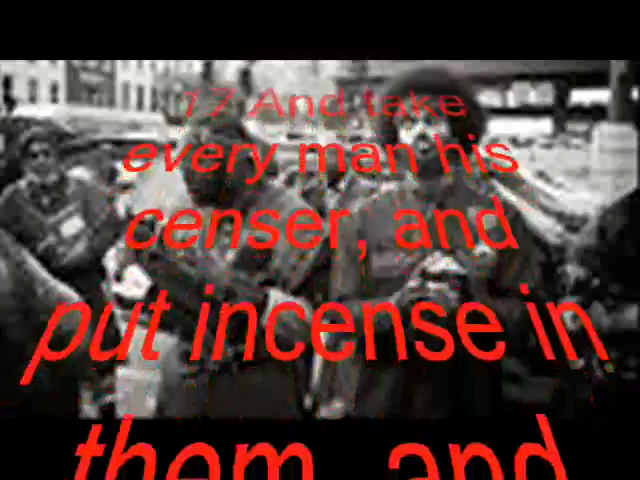 17 And take
every man his
censer, and
put incense in
them, and